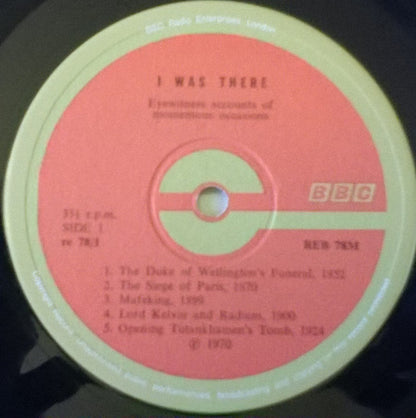 BBC Radio Enterprises London
I WAS THERE
Eyewitness accounts of
momentous occasions
BBC
33⅓ r.p.m.
SIDE 1
re 78/1
REB 78M
1. The Duke of Wellington's Funeral, 1852
2. The Siege of Paris, 1870
3. Mafeking, 1899
4. Lord Kelvin and Radium, 1900
5. Opening Tutankhamen's Tomb, 1924
℗ 1970